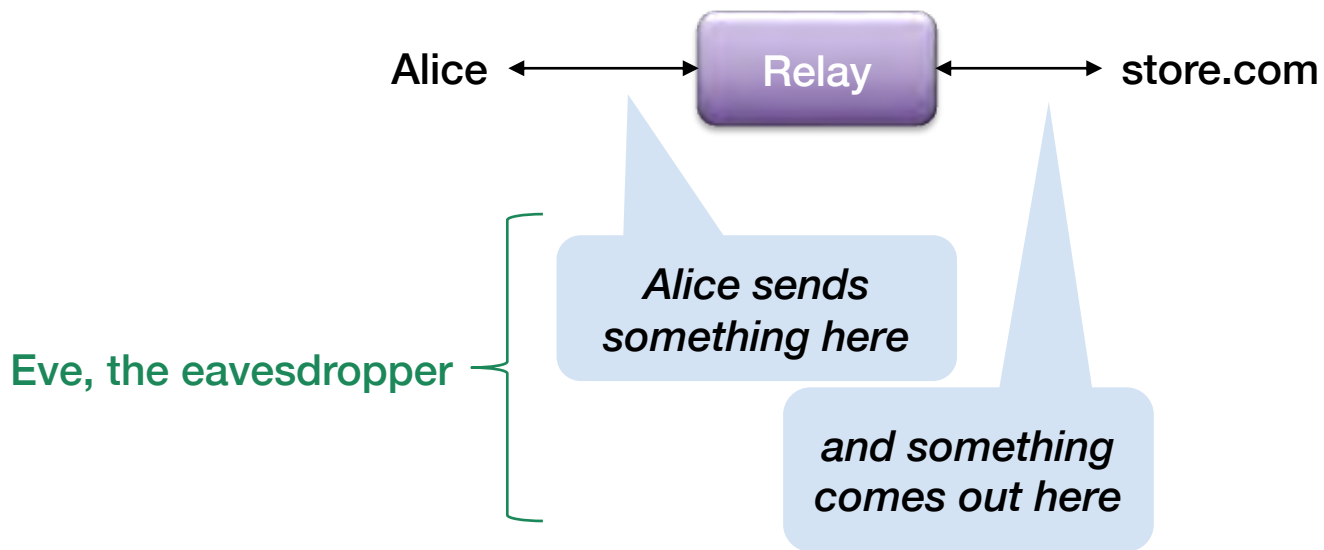 Alice
Relay
store.com
Alice sends
something here
Eve, the eavesdropper
and something
comes out here